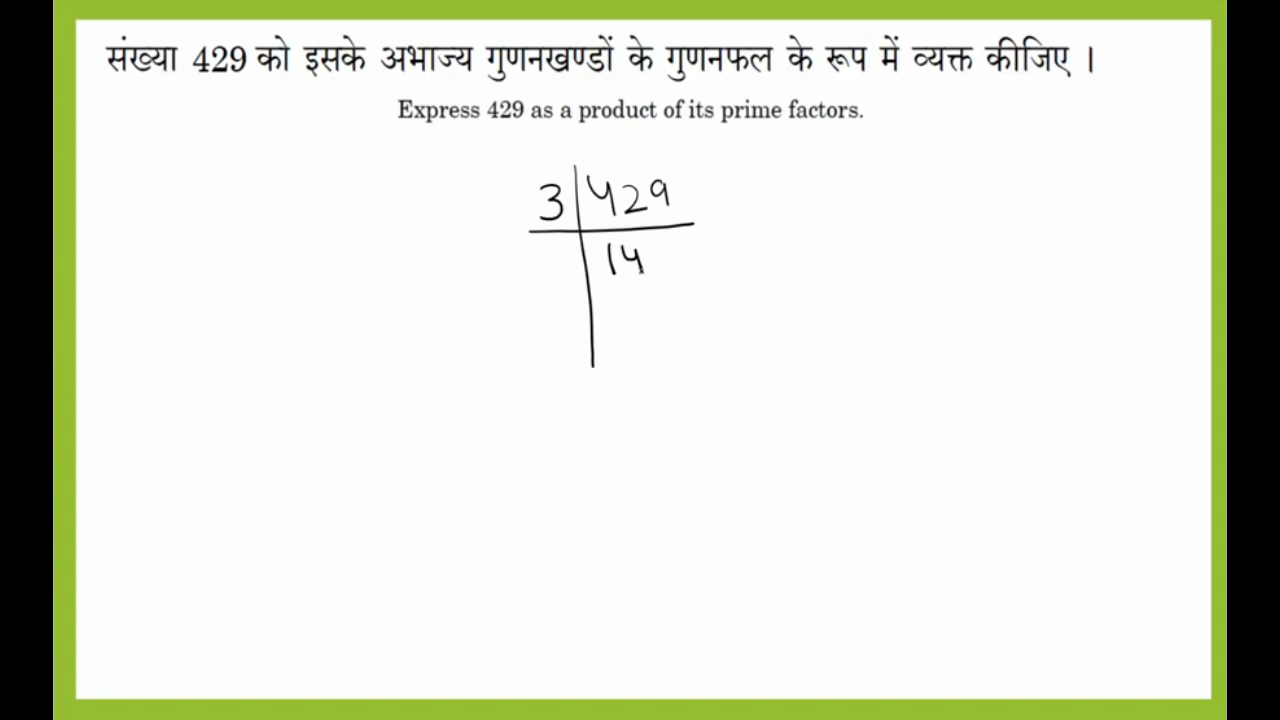 संख्या 429 को इसके अभाज्य गुणनखण्डों के गुणनफल के रूप में व्यक्त कीजिए ।
Express 429 as a product of its prime factors.
3 429
14